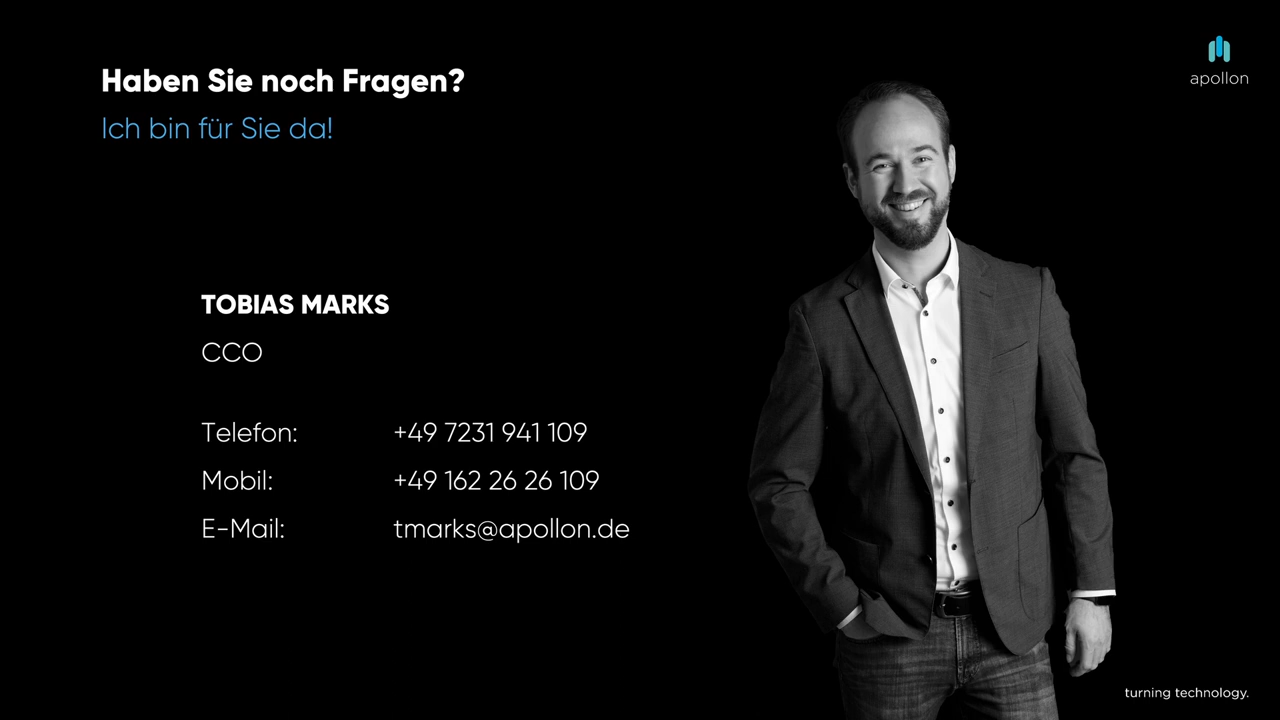 Haben Sie noch Fragen?
Ich bin für Sie da!
apollon
TOBIAS MARKS
CCO
Telefon: +49 7231 941 109
Mobil: +49 162 26 26 109
E-Mail: tmarks@apollon.de
turning technology.